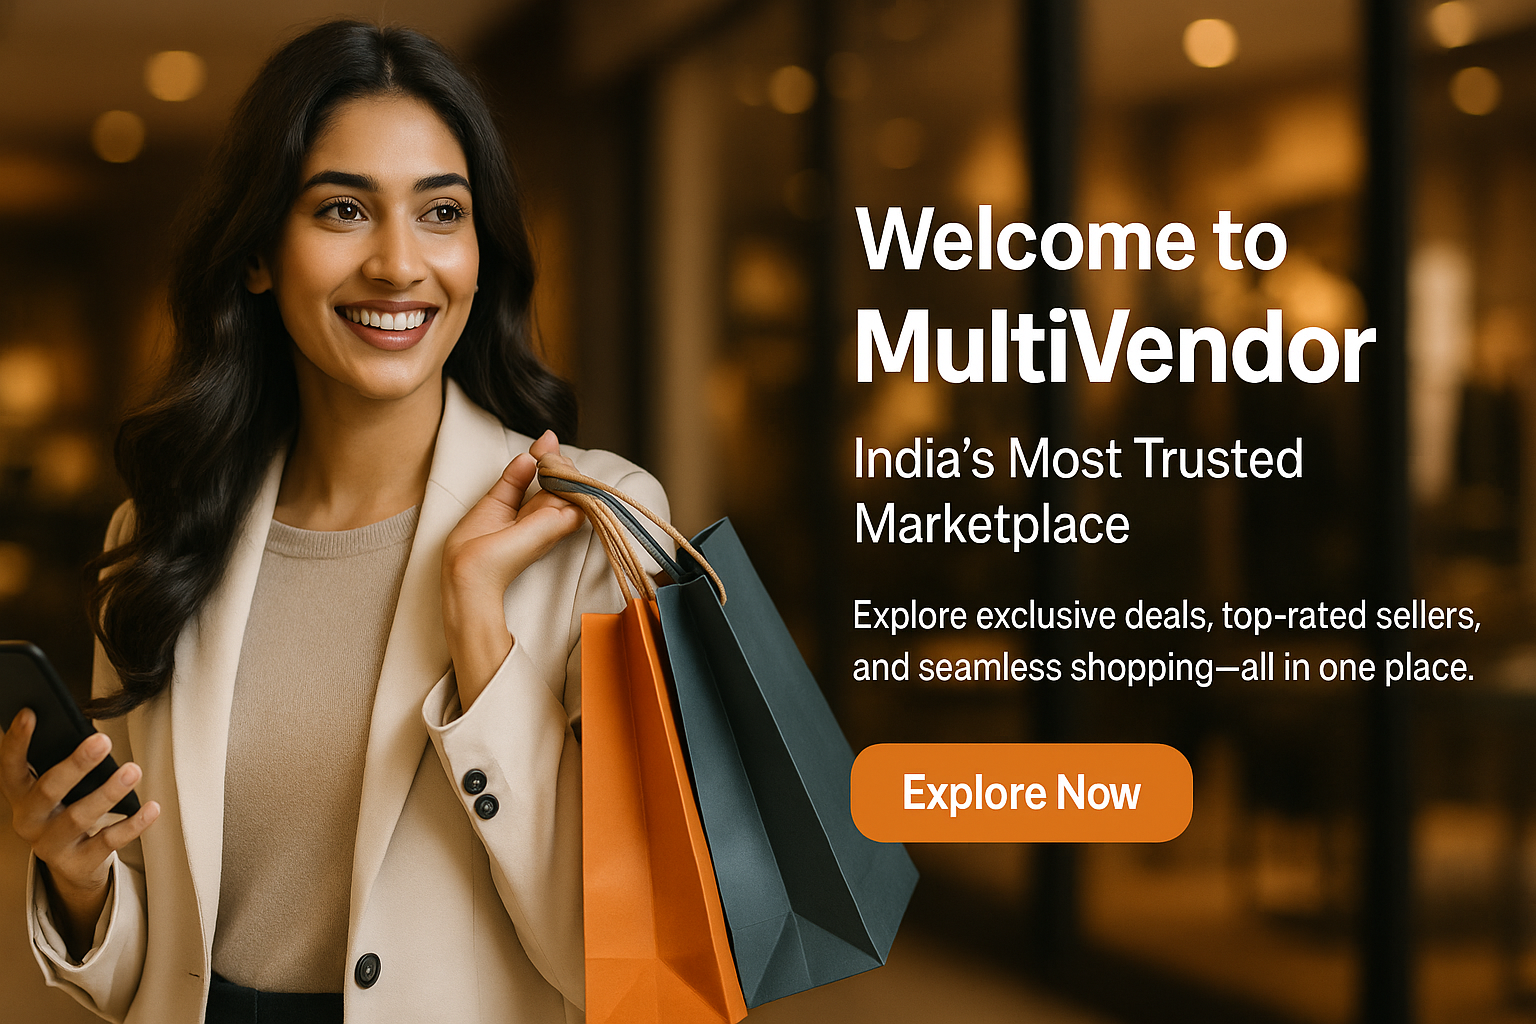 Welcome to
MultiVendor
India’s Most Trusted
Marketplace
Explore exclusive deals, top-rated sellers,
and seamless shopping—all in one place.
Explore Now